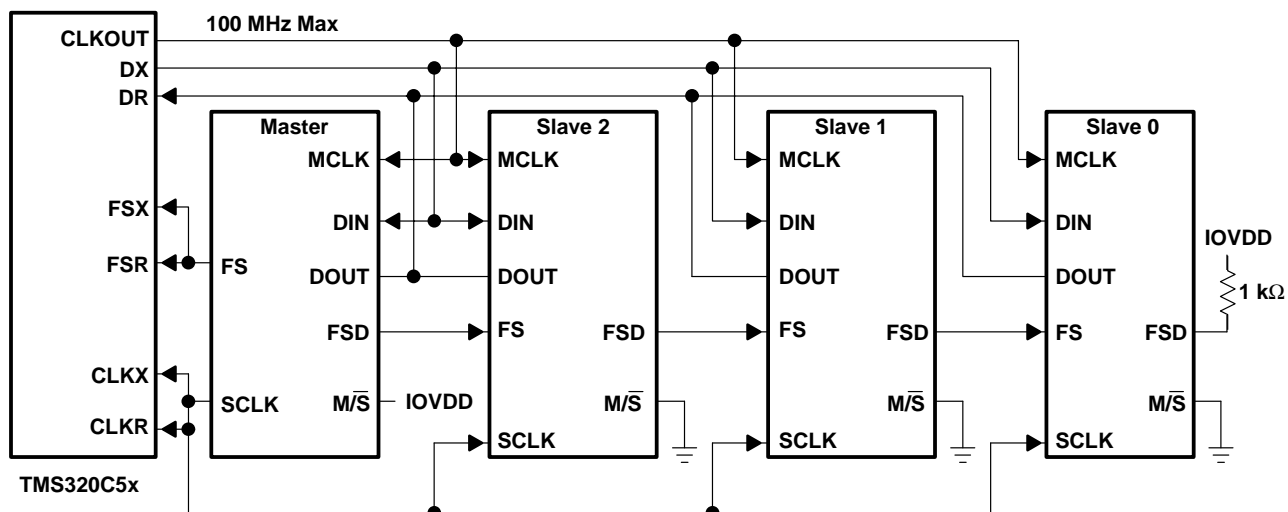 100 MHz Max
CLKOUT
DX
DR
FSX
FSR
CLKX
CLKR
TMS320C5x
Master
MCLK
DIN
DOUT
FS
FSD
SCLK
M/S̅
IOVDD
Slave 2
MCLK
DIN
DOUT
FS
FSD
M/S̅
SCLK
Slave 1
MCLK
DIN
DOUT
FS
FSD
M/S̅
SCLK
Slave 0
MCLK
DIN
DOUT
FS
FSD
M/S̅
SCLK
IOVDD
1 kΩ